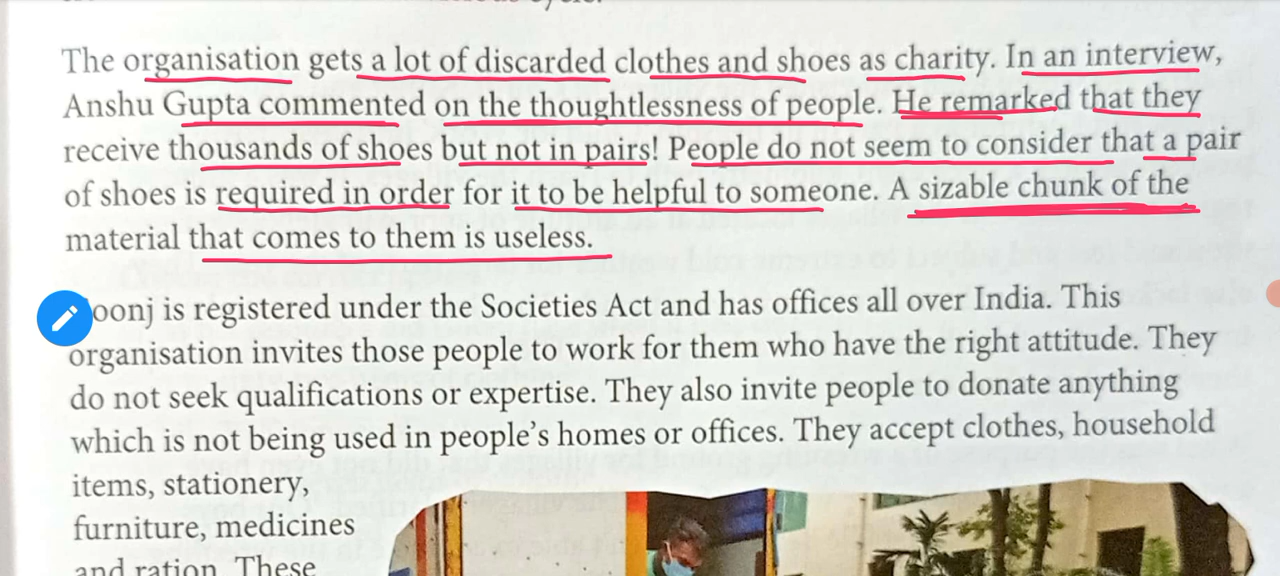 The organisation gets a lot of discarded clothes and shoes as charity. In an interview,
Anshu Gupta commented on the thoughtlessness of people. He remarked that they
receive thousands of shoes but not in pairs! People do not seem to consider that a pair
of shoes is required in order for it to be helpful to someone. A sizable chunk of the
material that comes to them is useless.
oonj is registered under the Societies Act and has offices all over India. This
organisation invites those people to work for them who have the right attitude. They
do not seek qualifications or expertise. They also invite people to donate anything
which is not being used in people's homes or offices. They accept clothes, household
items, stationery,
furniture, medicines
and ration. These